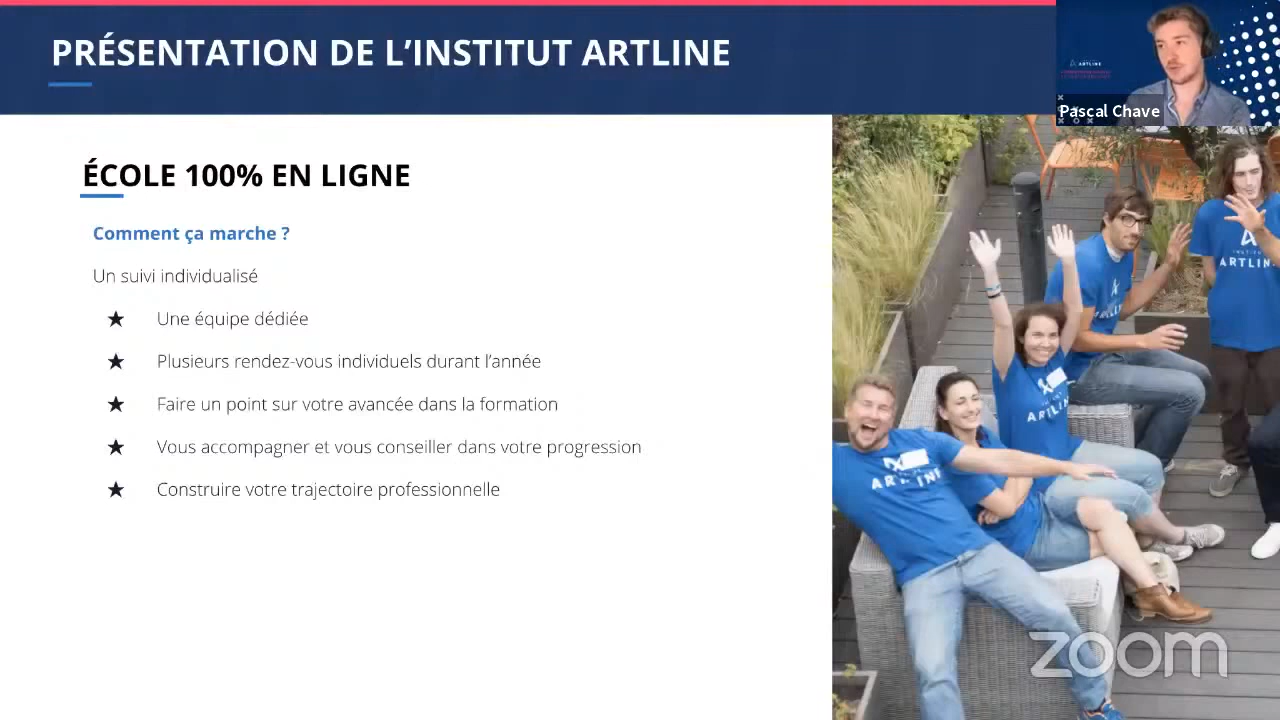 PRÉSENTATION DE L’INSTITUT ARTLINE
ARTLINE
Pascal Chave
ÉCOLE 100% EN LIGNE
Comment ça marche ?
Un suivi individualisé
★ Une équipe dédiée
★ Plusieurs rendez-vous individuels durant l’année
★ Faire un point sur votre avancée dans la formation
★ Vous accompagner et vous conseiller dans votre progression
★ Construire votre trajectoire professionnelle
zoom